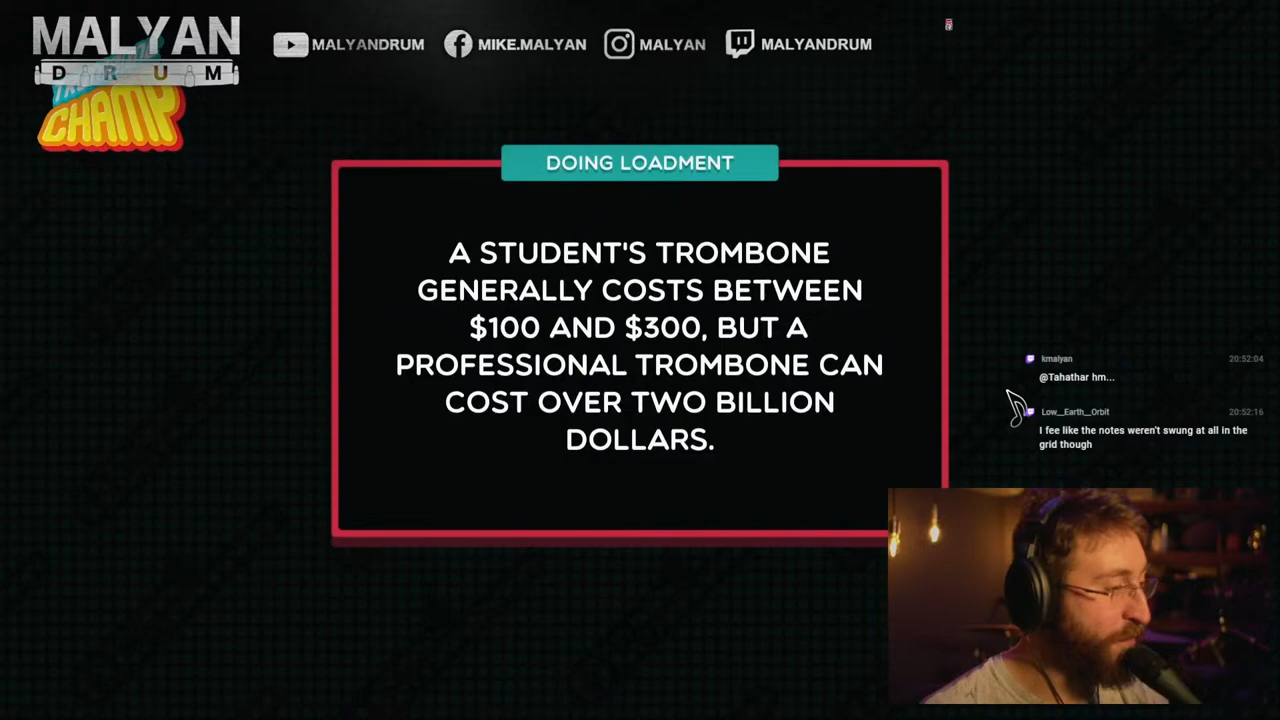 MALYAN
DRUM
CHAMP
MALYANDRUM
MIKE.MALYAN
MALYAN
MALYANDRUM
DOING LOADMENT
A STUDENT'S TROMBONE
GENERALLY COSTS BETWEEN
$100 AND $300, BUT A
PROFESSIONAL TROMBONE CAN
COST OVER TWO BILLION
DOLLARS.
kmalyan 20:52:04
@Tahathar hm...
Low__Earth_Orbit 20:52:16
I fee like the notes weren't swung at all in the
grid though